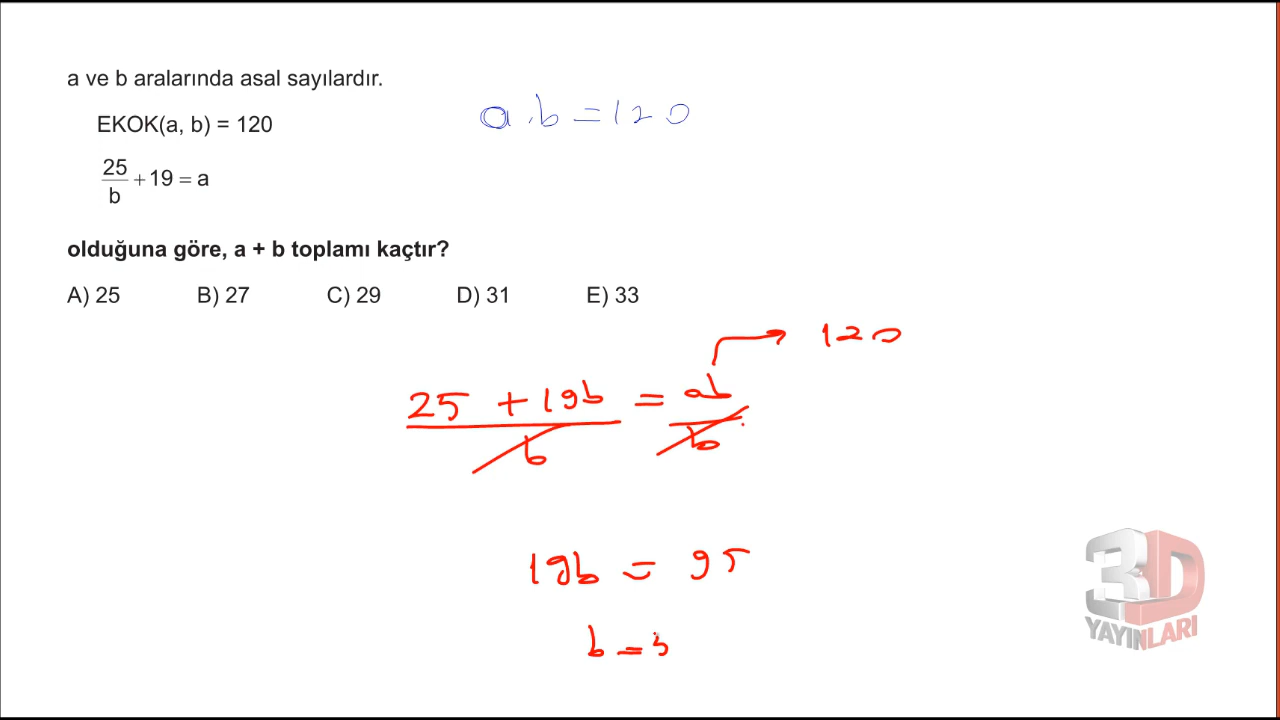 a ve b aralarında asal sayılardır.
a . b = 120
EKOK(a, b) = 120
25/b + 19 = a
olduğuna göre, a + b toplamı kaçtır?
A) 25 B) 27 C) 29 D) 31 E) 33
120
25 + 19b = ab
b b
19b = 95
b = 5
3D
YAYINLARI